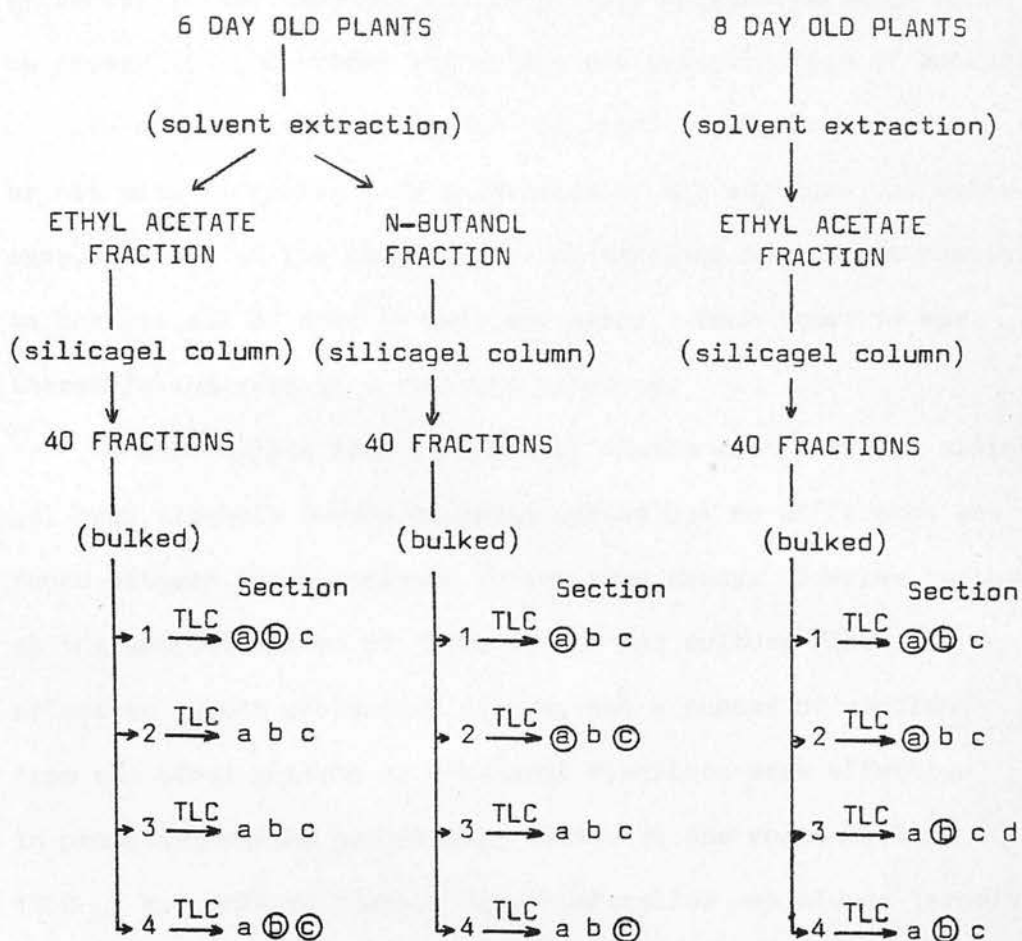 6 DAY OLD PLANTS 8 DAY OLD PLANTS
(solvent extraction) (solvent extraction)
ETHYL ACETATE N-BUTANOL ETHYL ACETATE
FRACTION FRACTION FRACTION
(silicagel column) (silicagel column) (silicagel column)
40 FRACTIONS 40 FRACTIONS 40 FRACTIONS
(bulked) (bulked) (bulked)
Section Section Section
1 TLC a b c 1 TLC a b c 1 TLC a b c
2 TLC a b c 2 TLC a b c 2 TLC a b c
3 TLC a b c 3 TLC a b c 3 TLC a b c d
4 TLC a b c 4 TLC a b c 4 TLC a b c